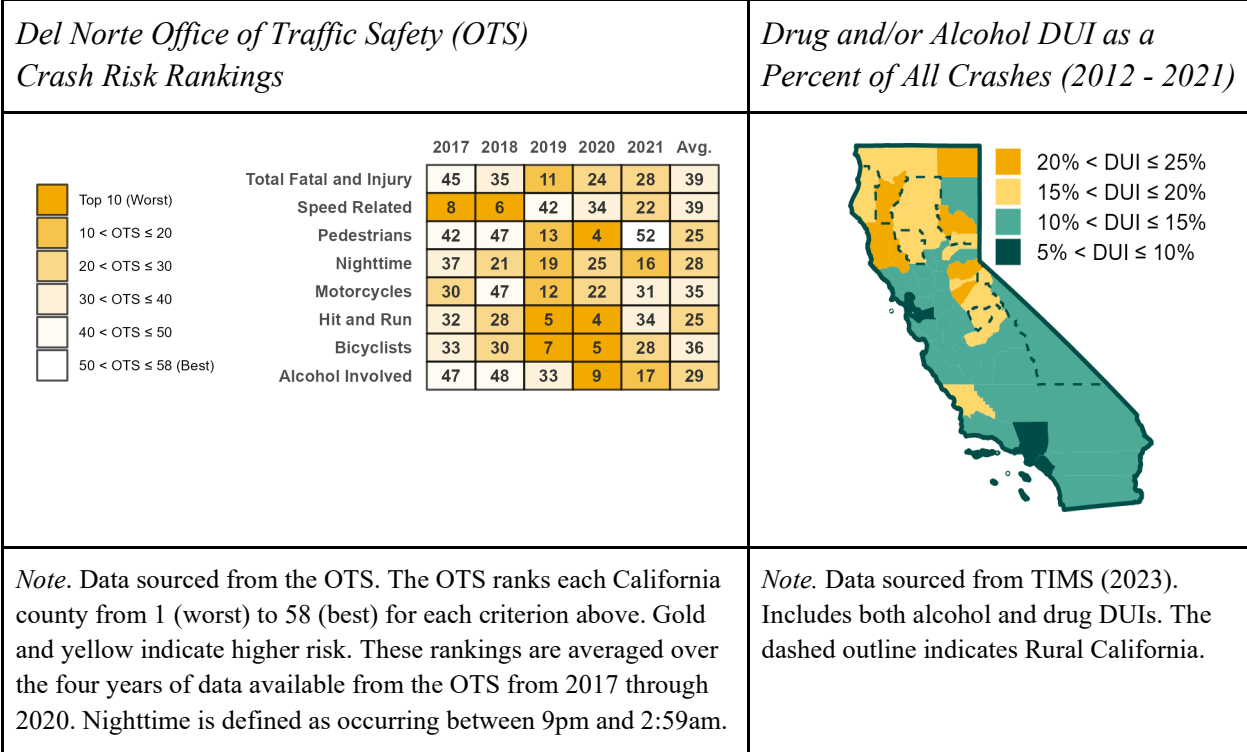 Del Norte Office of Traffic Safety (OTS)
Crash Risk Rankings
Drug and/or Alcohol DUI as a
Percent of All Crashes (2012 - 2021)
Top 10 (Worst)
10 < OTS ≤ 20
20 < OTS ≤ 30
30 < OTS ≤ 40
40 < OTS ≤ 50
50 < OTS ≤ 58 (Best)
2017 2018 2019 2020 2021 Avg.
Total Fatal and Injury 45 35 11 24 28 39
Speed Related 8 6 42 34 22 39
Pedestrians 42 47 13 4 52 25
Nighttime 37 21 19 25 16 28
Motorcycles 30 47 12 22 31 35
Hit and Run 32 28 5 4 34 25
Bicyclists 33 30 7 5 28 36
Alcohol Involved 47 48 33 9 17 29
20% < DUI ≤ 25%
15% < DUI ≤ 20%
10% < DUI ≤ 15%
5% < DUI ≤ 10%
Note. Data sourced from the OTS. The OTS ranks each California
county from 1 (worst) to 58 (best) for each criterion above. Gold
and yellow indicate higher risk. These rankings are averaged over
the four years of data available from the OTS from 2017 through
2020. Nighttime is defined as occurring between 9pm and 2:59am.
Note. Data sourced from TIMS (2023).
Includes both alcohol and drug DUIs. The
dashed outline indicates Rural California.